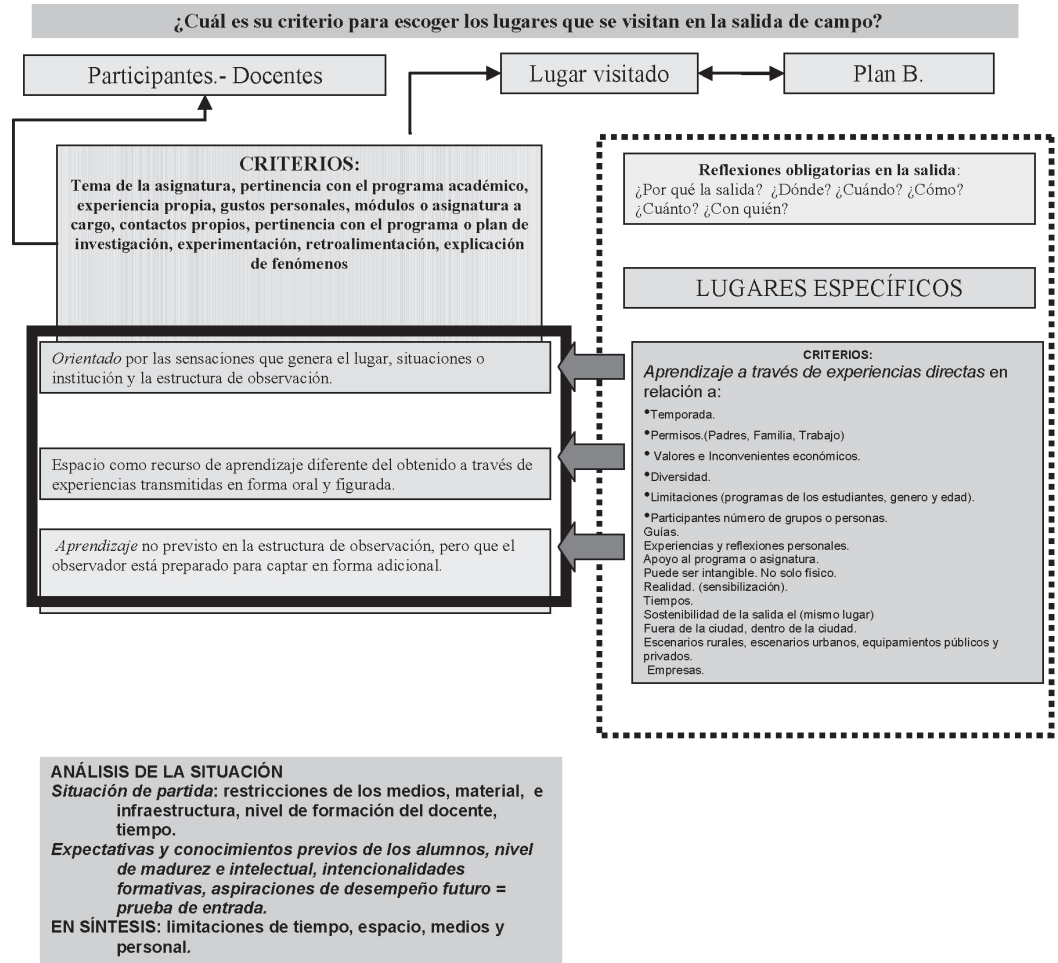 ¿Cuál es su criterio para escoger los lugares que se visitan en la salida de campo?
Participantes.- Docentes
Lugar visitado
Plan B.
CRITERIOS:
Tema de la asignatura, pertinencia con el programa académico,
experiencia propia, gustos personales, módulos o asignatura a
cargo, contactos propios, pertinencia con el programa o plan de
investigación, experimentación, retroalimentación, explicación
de fenómenos
Orientado por las sensaciones que genera el lugar, situaciones o
institución y la estructura de observación.
Espacio como recurso de aprendizaje diferente del obtenido a través de
experiencias transmitidas en forma oral y figurada.
Aprendizaje no previsto en la estructura de observación, pero que el
observador está preparado para captar en forma adicional.
Reflexiones obligatorias en la salida:
¿Por qué la salida? ¿Dónde? ¿Cuándo? ¿Cómo?
¿Cuánto? ¿Con quién?
LUGARES ESPECÍFICOS
CRITERIOS:
Aprendizaje a través de experiencias directas en
relación a:
•Temporada.
•Permisos.(Padres, Familia, Trabajo)
• Valores e Inconvenientes económicos.
•Diversidad.
•Limitaciones (programas de los estudiantes, genero y edad).
•Participantes número de grupos o personas.
Guías.
Experiencias y reflexiones personales.
Apoyo al programa o asignatura.
Puede ser intangible. No solo físico.
Realidad. (sensibilización).
Tiempos.
Sostenibilidad de la salida el (mismo lugar)
Fuera de la ciudad, dentro de la ciudad.
Escenarios rurales, escenarios urbanos, equipamientos públicos y
privados.
Empresas.
ANÁLISIS DE LA SITUACIÓN
Situación de partida: restricciones de los medios, material, e
infraestructura, nivel de formación del docente,
tiempo.
Expectativas y conocimientos previos de los alumnos, nivel
de madurez e intelectual, intencionalidades
formativas, aspiraciones de desempeño futuro =
prueba de entrada.
EN SÍNTESIS: limitaciones de tiempo, espacio, medios y
personal.